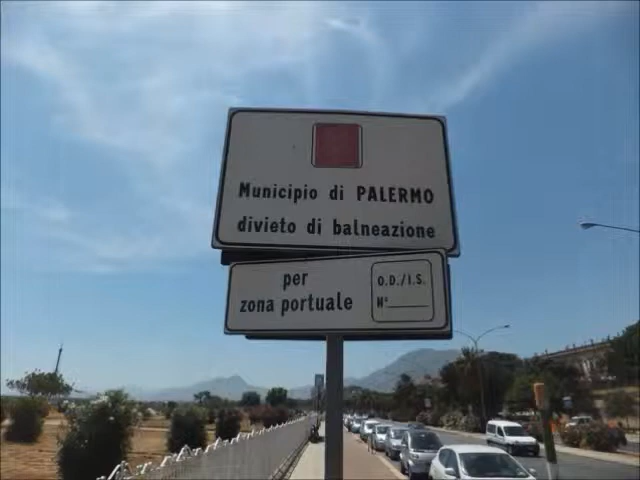 Municipio di PALERMO
divieto di balneazione
per
zona portuale
O.D./I.S.
N°